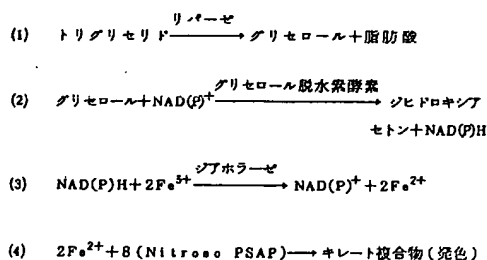 リパーゼ
(1) トリグリセリド→グリセロール+脂肪酸
グリセロール脱水素酵素
(2) グリセロール+NAD(P)⁺→ジヒドロキシア
セトン+NAD(P)H
ジアホラーゼ
(3) NAD(P)H+2Fe³⁺→NAD(P)⁺+2Fe²⁺
(4) 2Fe²⁺+8(Nitroso PSAP)→キレート複合物(発色)